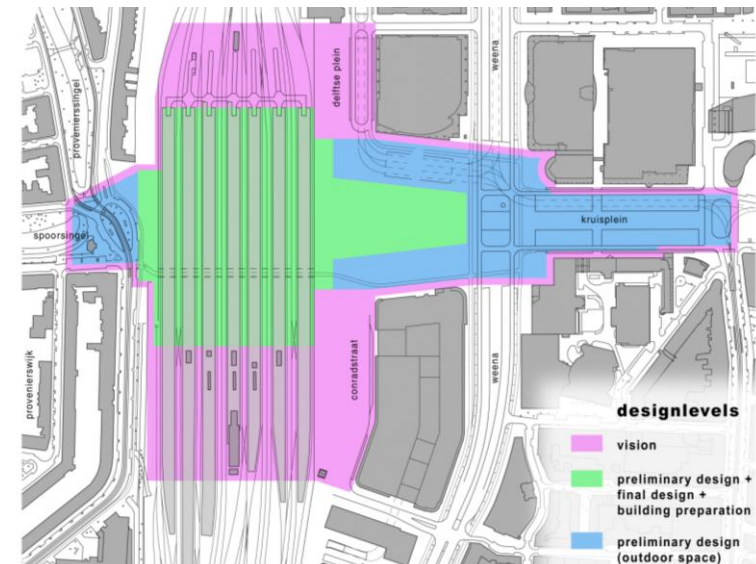 provenierssingel
delftse plein
weena
spoorsingel
kruisplein
provenierswijk
conradstraat
weena
designlevels
vision
preliminary design +
final design +
building preparation
preliminary design
(outdoor space)